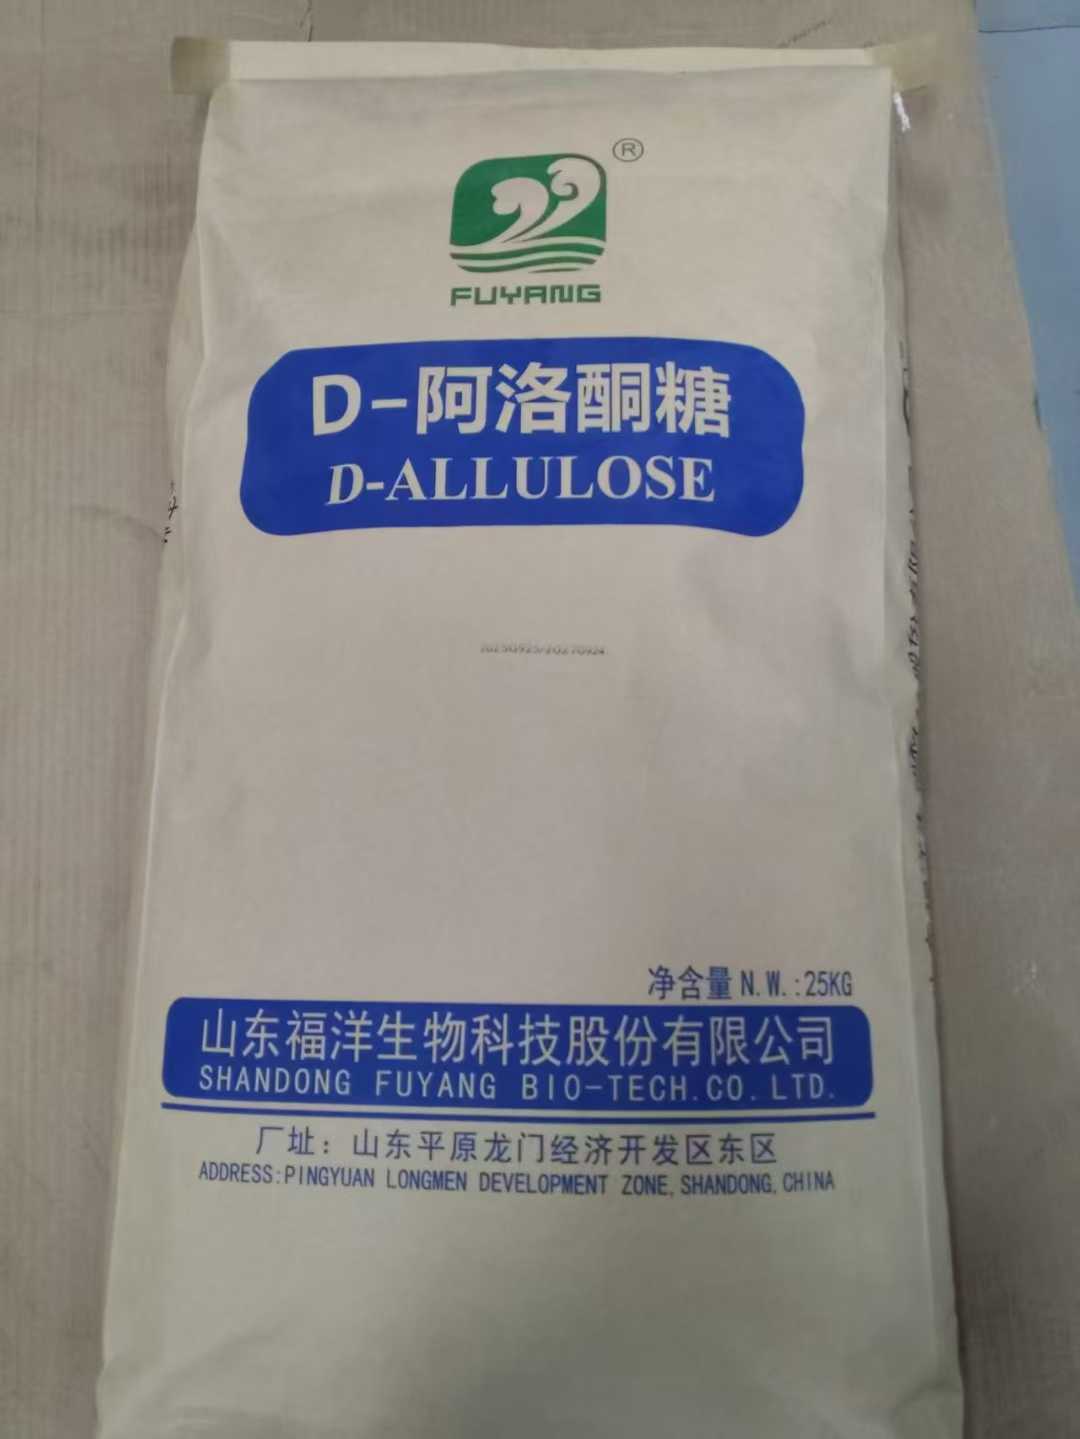 ®
FUYANG
D-阿洛酮糖
D-ALLULOSE
20250925/20270924
净含量 N.W.:25KG
山东福洋生物科技股份有限公司
SHANDONG FUYANG BIO-TECH.CO.LTD.
厂址：山东平原龙门经济开发区东区
ADDRESS:PINGYUAN LONGMEN DEVELOPMENT ZONE,SHANDONG,CHINA